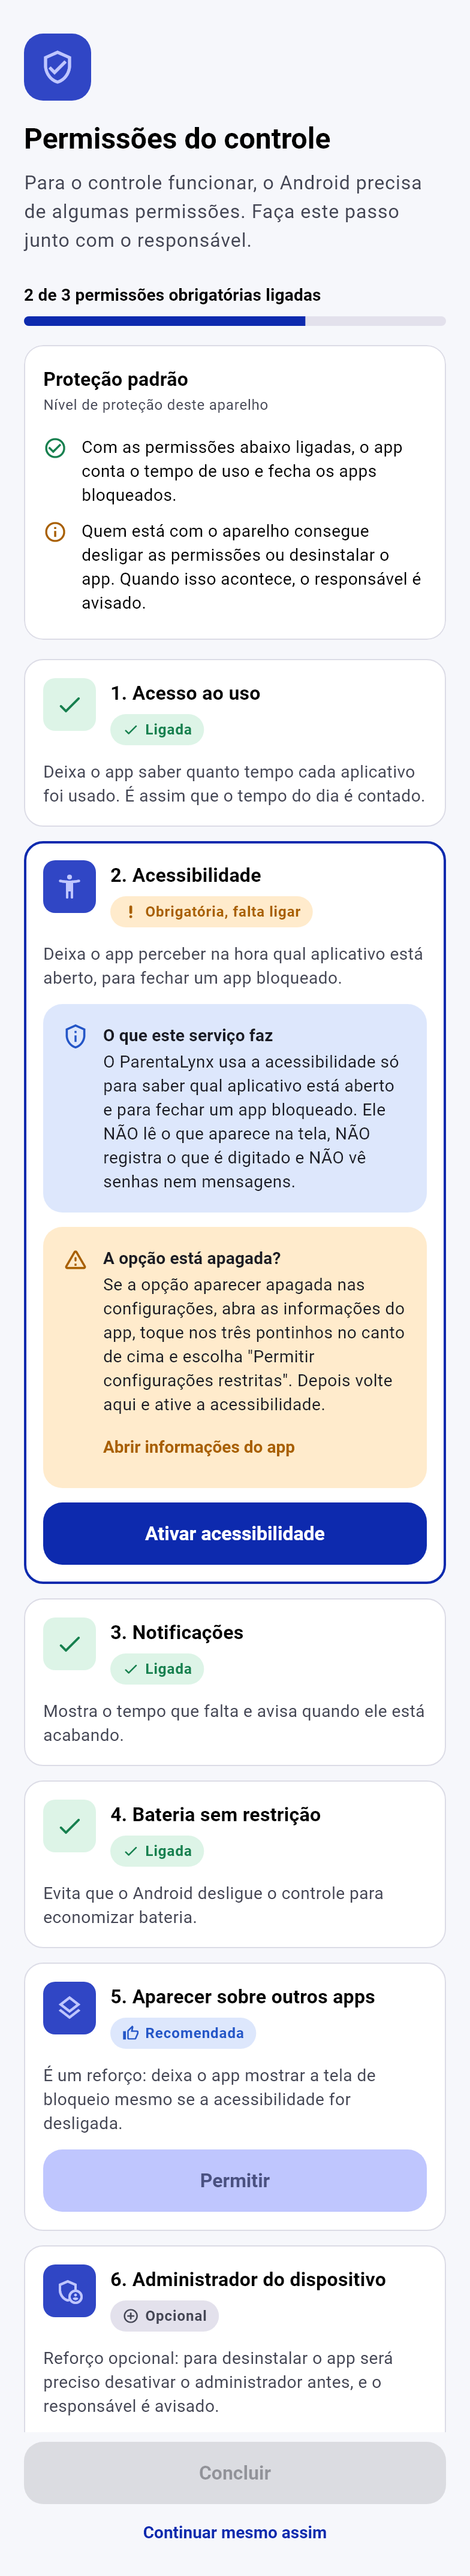 Permissões do controle
Para o controle funcionar, o Android precisa
de algumas permissões. Faça este passo
junto com o responsável.
2 de 3 permissões obrigatórias ligadas
Proteção padrão
Nível de proteção deste aparelho
Com as permissões abaixo ligadas, o app
conta o tempo de uso e fecha os apps
bloqueados.
Quem está com o aparelho consegue
desligar as permissões ou desinstalar o
app. Quando isso acontece, o responsável é
avisado.
1. Acesso ao uso
Ligada
Deixa o app saber quanto tempo cada aplicativo
foi usado. É assim que o tempo do dia é contado.
2. Acessibilidade
Obrigatória, falta ligar
Deixa o app perceber na hora qual aplicativo está
aberto, para fechar um app bloqueado.
O que este serviço faz
O ParentaLynx usa a acessibilidade só
para saber qual aplicativo está aberto
e para fechar um app bloqueado. Ele
NÃO lê o que aparece na tela, NÃO
registra o que é digitado e NÃO vê
senhas nem mensagens.
A opção está apagada?
Se a opção aparecer apagada nas
configurações, abra as informações do
app, toque nos três pontinhos no canto
de cima e escolha "Permitir
configurações restritas". Depois volte
aqui e ative a acessibilidade.
Abrir informações do app
Ativar acessibilidade
3. Notificações
Ligada
Mostra o tempo que falta e avisa quando ele está
acabando.
4. Bateria sem restrição
Ligada
Evita que o Android desligue o controle para
economizar bateria.
5. Aparecer sobre outros apps
Recomendada
É um reforço: deixa o app mostrar a tela de
bloqueio mesmo se a acessibilidade for
desligada.
Permitir
6. Administrador do dispositivo
Opcional
Reforço opcional: para desinstalar o app será
preciso desativar o administrador antes, e o
responsável é avisado.
Concluir
Continuar mesmo assim